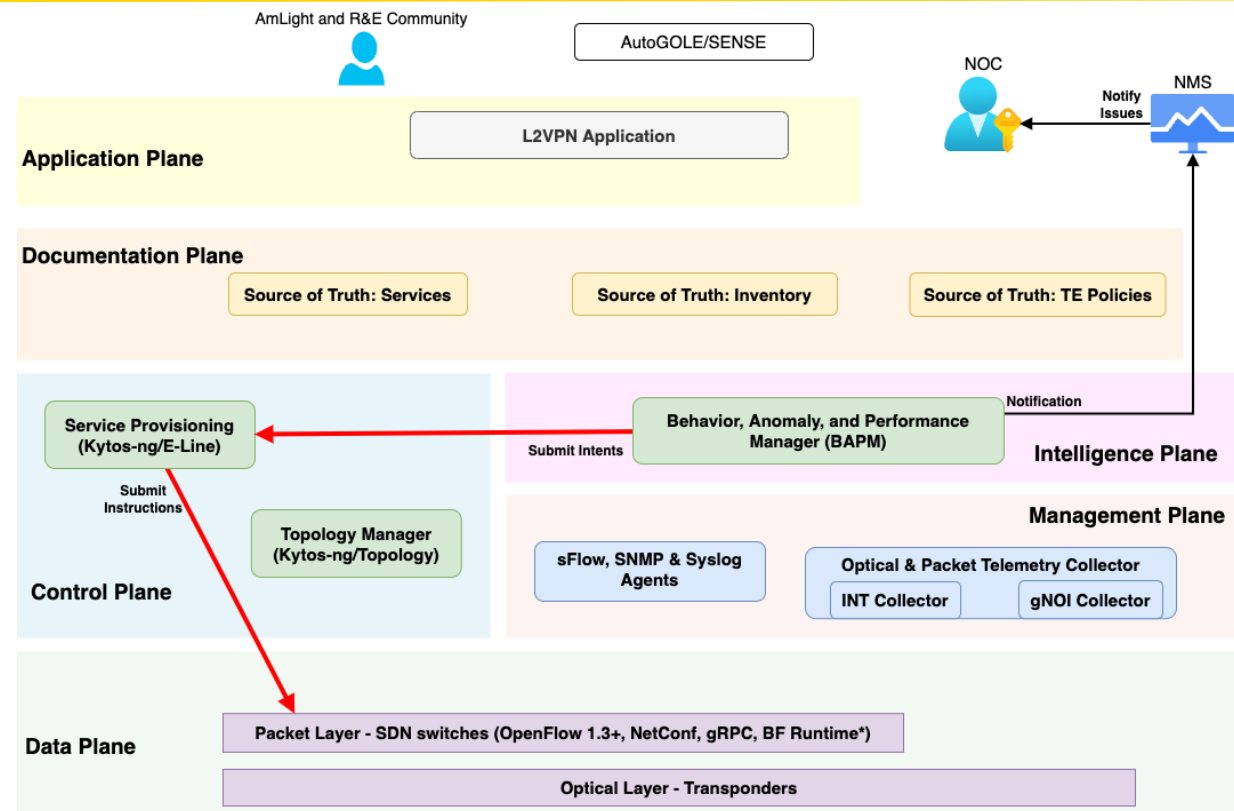 AmLight and R&E Community
AutoGOLE/SENSE
NOC
NMS
Notify
Issues
L2VPN Application
Application Plane
Documentation Plane
Source of Truth: Services
Source of Truth: Inventory
Source of Truth: TE Policies
Service Provisioning
(Kytos-ng/E-Line)
Submit Intents
Behavior, Anomaly, and Performance
Manager (BAPM)
Notification
Intelligence Plane
Submit
Instructions
Topology Manager
(Kytos-ng/Topology)
Control Plane
Management Plane
sFlow, SNMP & Syslog
Agents
Optical & Packet Telemetry Collector
INT Collector
gNOI Collector
Data Plane
Packet Layer - SDN switches (OpenFlow 1.3+, NetConf, gRPC, BF Runtime*)
Optical Layer - Transponders